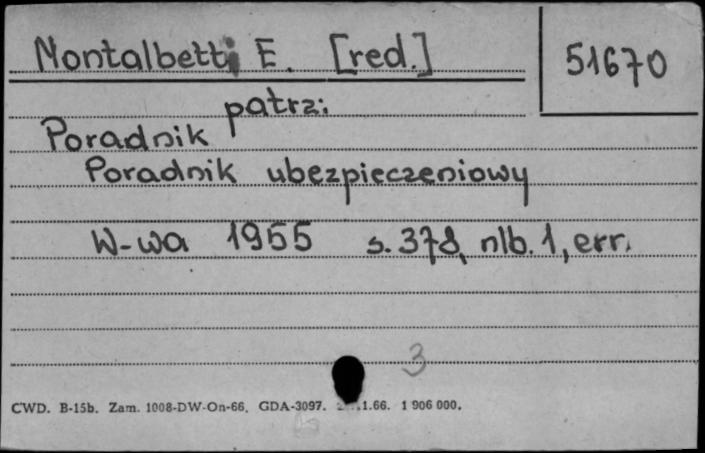 Montalbetti E. [red.]
51670
patrz:
Poradnik
Poradnik ubezpieczeniowy
W-wa 1955 s. 378, nlb. 1, err.
3
CWD. B-15b. Zam. 1008-DW-On-66. GDA-3097. 1.66. 1 906 000.